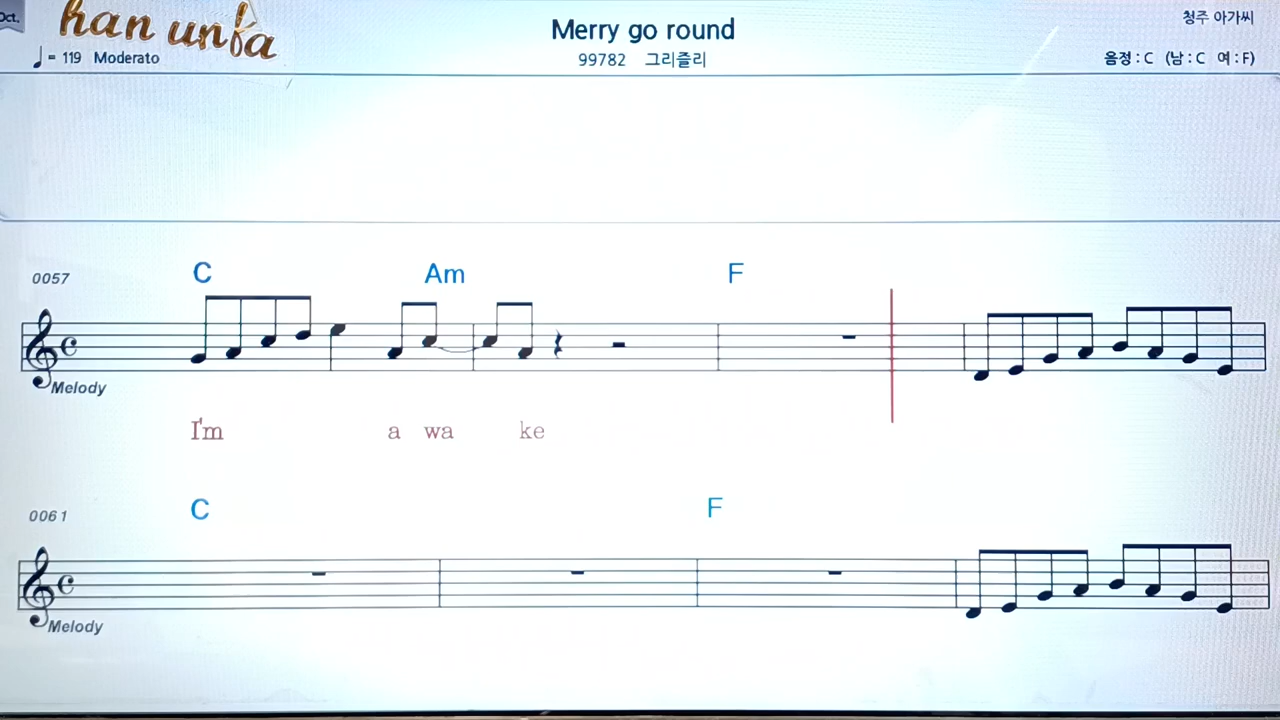 Oct.
han unfa
Merry go round
청주 아가씨
♩= 119 Moderato
99782 그리즐리
음정 : C (남 : C 여 : F)
0057
C Am F
Melody
I'm a wa ke
0061
C F
Melody